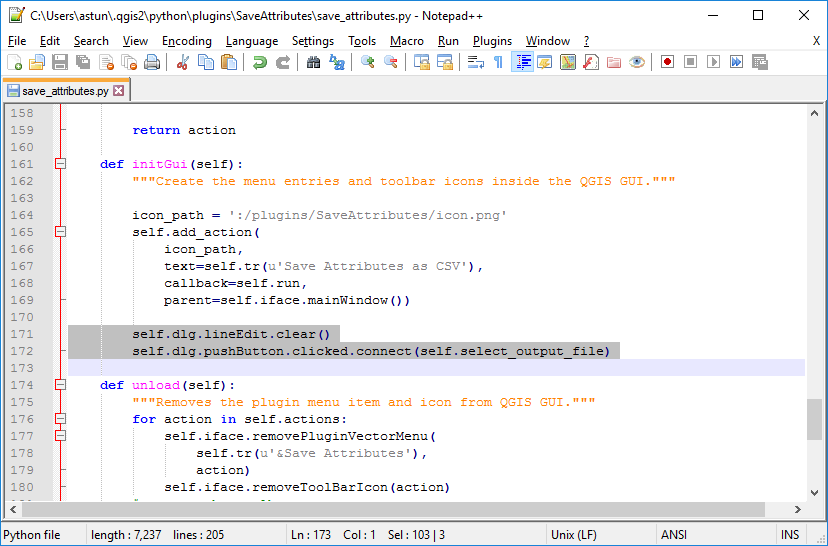 C:\Users\astun\.qgis2\python\plugins\SaveAttributes\save_attributes.py - Notepad++
File Edit Search View Encoding Language Settings Tools Macro Run Plugins Window ? X
save_attributes.py
158
159 return action
160
161 def initGui(self):
162 """Create the menu entries and toolbar icons inside the QGIS GUI."""
163
164 icon_path = ':/plugins/SaveAttributes/icon.png'
165 self.add_action(
166 icon_path,
167 text=self.tr(u'Save Attributes as CSV'),
168 callback=self.run,
169 parent=self.iface.mainWindow())
170
171 self.dlg.lineEdit.clear()
172 self.dlg.pushButton.clicked.connect(self.select_output_file)
173
174 def unload(self):
175 """Removes the plugin menu item and icon from QGIS GUI."""
176 for action in self.actions:
177 self.iface.removePluginVectorMenu(
178 self.tr(u'&Save Attributes'),
179 action)
180 self.iface.removeToolBarIcon(action)
Python file length : 7,237 lines : 205 Ln : 173 Col : 1 Sel : 103 | 3 Unix (LF) ANSI INS